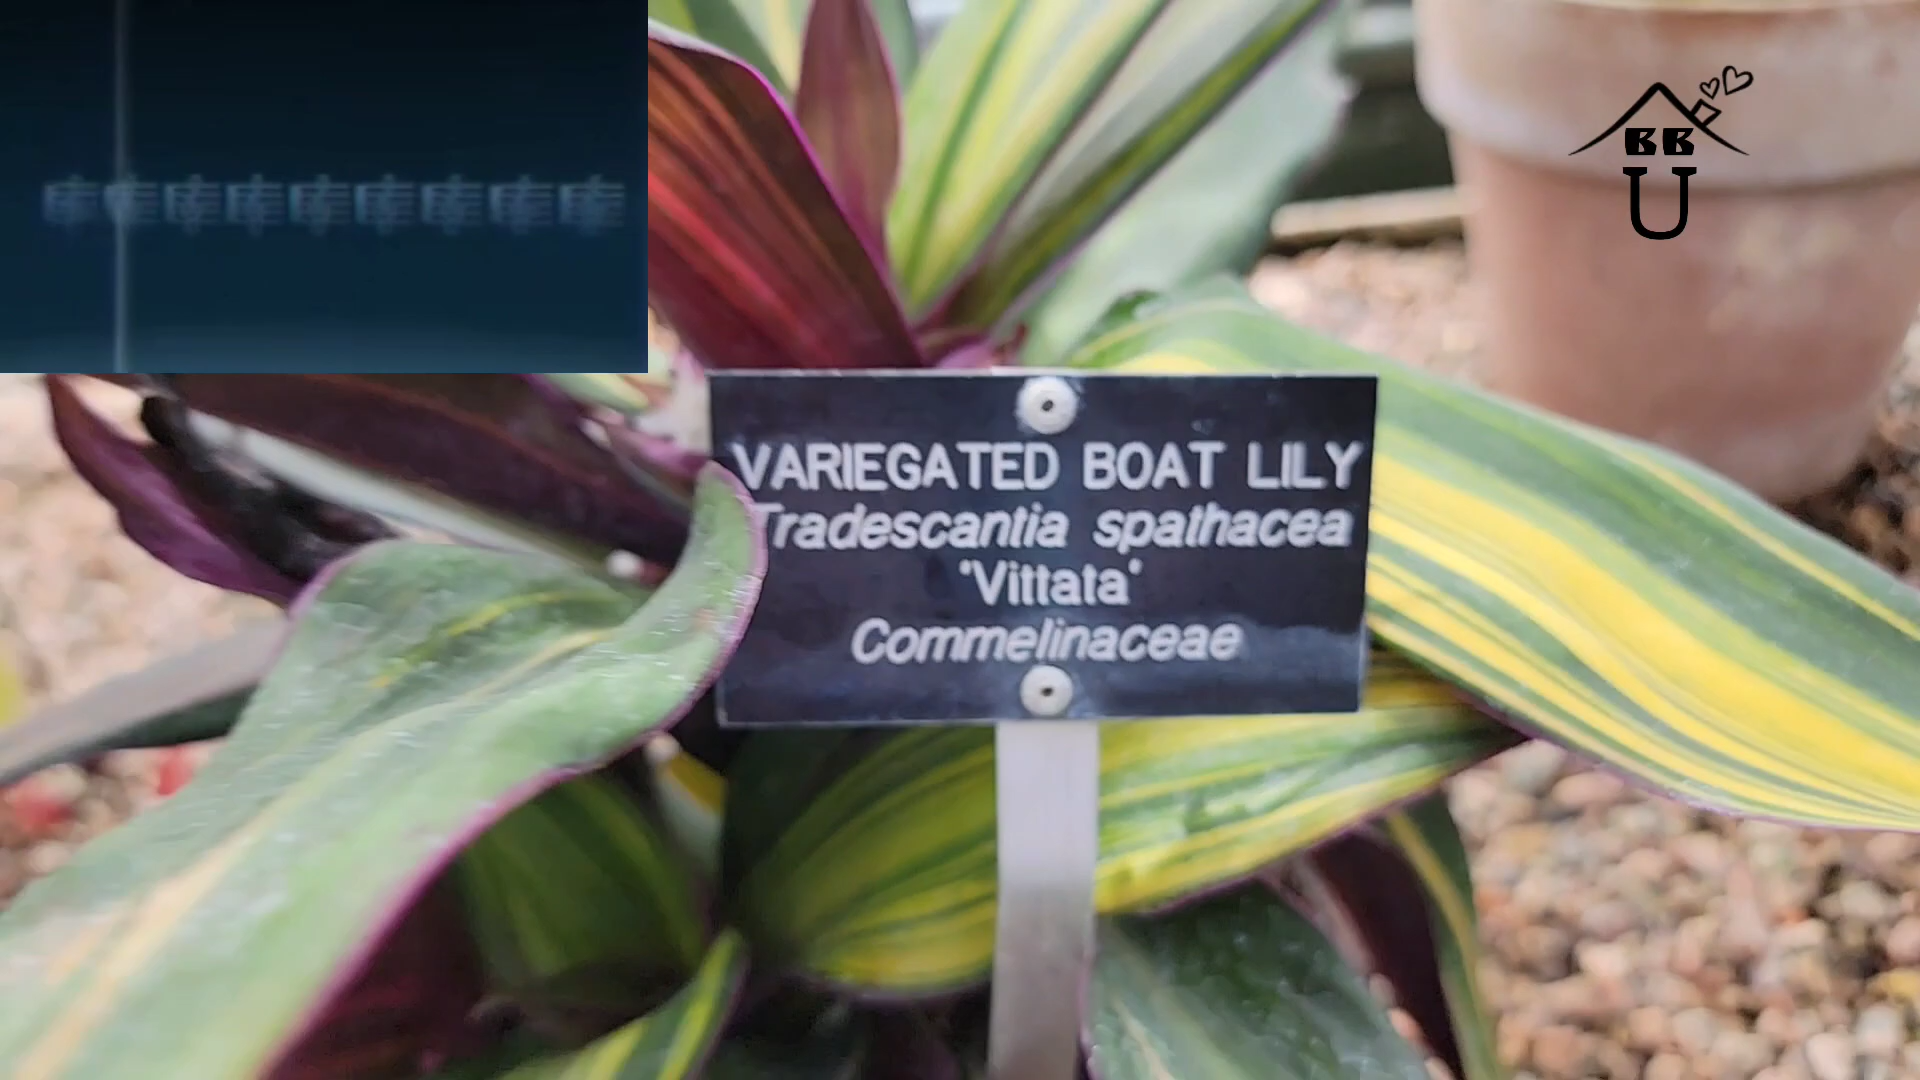 BB
U
VARIEGATED BOAT LILY
Tradescantia spathacea
'Vittata'
Commelinaceae